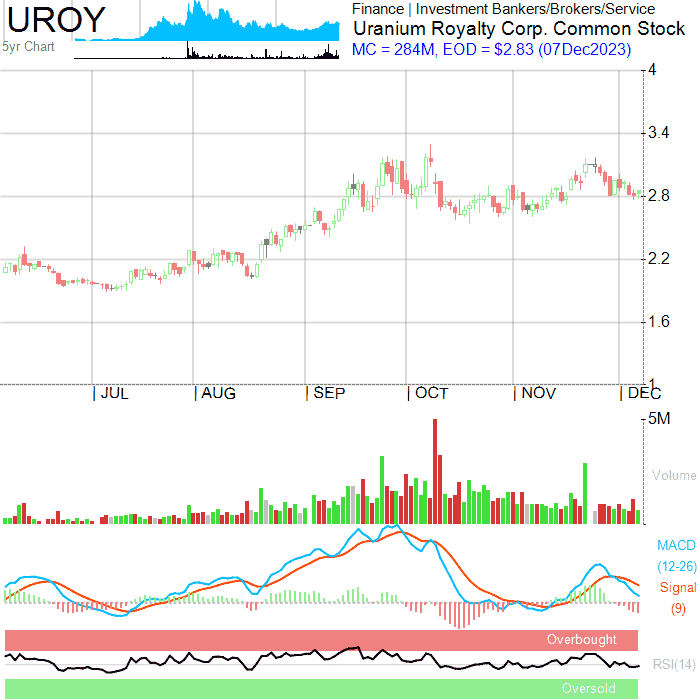 UROY
5yr Chart
Finance | Investment Bankers/Brokers/Service
Uranium Royalty Corp. Common Stock
MC = 284M, EOD = $2.83 (07Dec2023)
4
3.4
2.8
2.2
1.6
1
JUL AUG SEP OCT NOV DEC
5M
Volume
MACD
(12-26)
Signal
(9)
Overbought
RSI(14)
Oversold